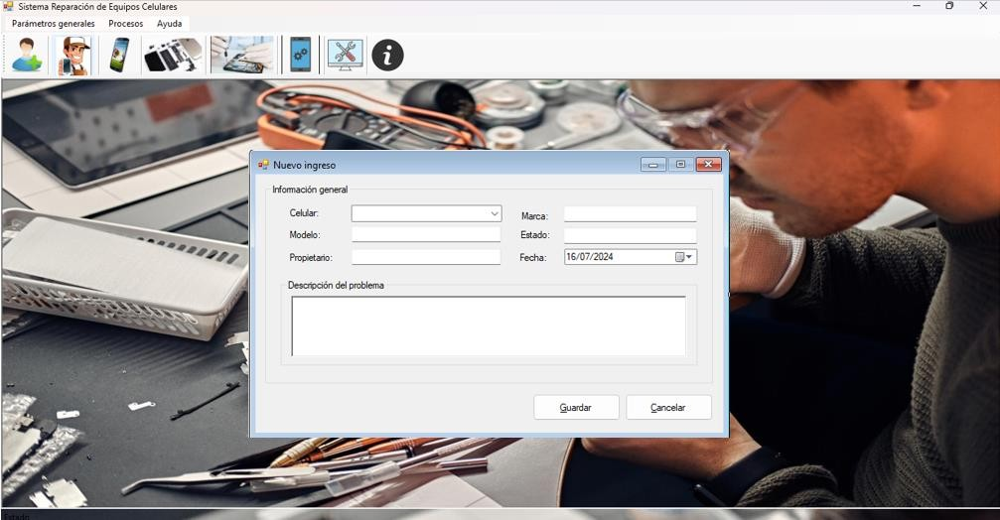 Sistema Reparación de Equipos Celulares
Parámetros generales Procesos Ayuda
Nuevo ingreso
Información general
Celular:
Marca:
Modelo:
Estado:
Propietario:
Fecha: 16/07/2024
Descripción del problema
Guardar Cancelar
Estado